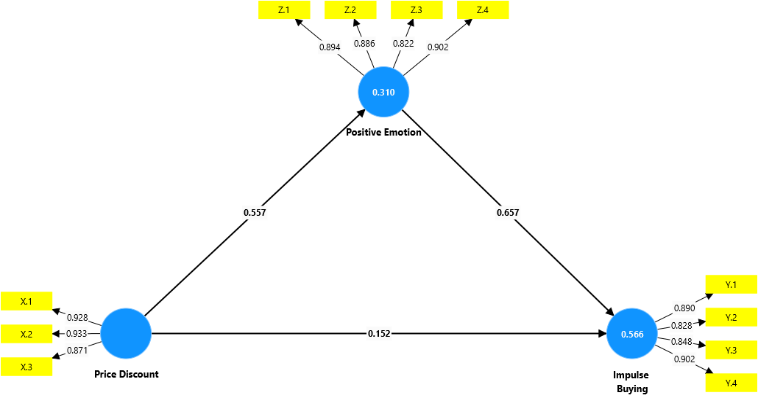 Z.1 Z.2 Z.3 Z.4
0.894 0.886 0.822 0.902
0.310
Positive Emotion
0.557 0.657
X.1
X.2
X.3
0.928
0.933
0.871
Price Discount
0.152
0.566
Impulse
Buying
0.890
0.828
0.848
0.902
Y.1
Y.2
Y.3
Y.4